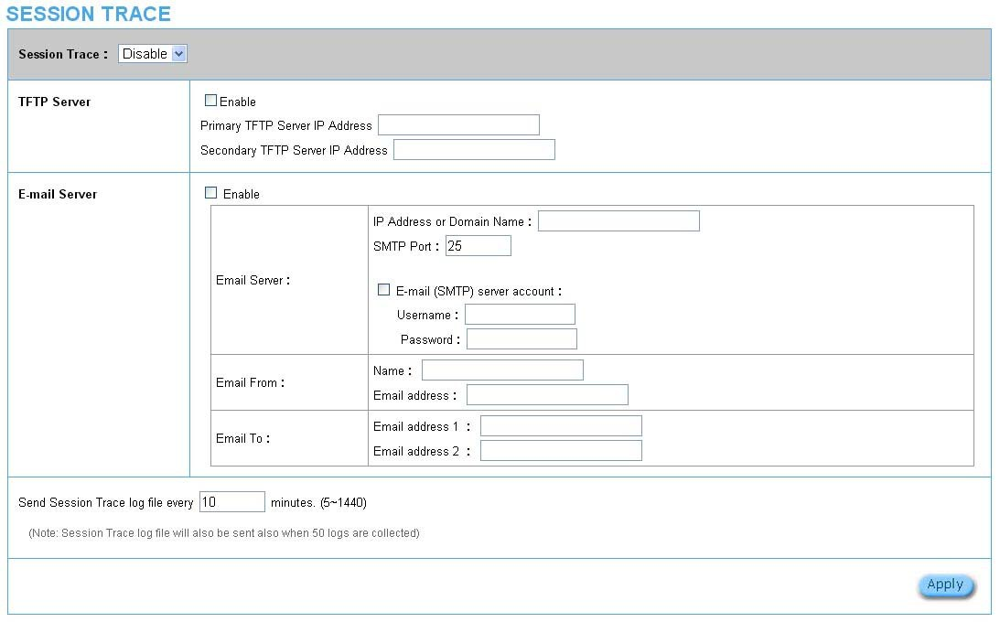 SESSION TRACE
Session Trace : Disable
TFTP Server
Enable
Primary TFTP Server IP Address
Secondary TFTP Server IP Address
E-mail Server
Enable
Email Server :
IP Address or Domain Name :
SMTP Port : 25
E-mail (SMTP) server account :
Username :
Password :
Email From :
Name :
Email address :
Email To :
Email address 1 :
Email address 2 :
Send Session Trace log file every 10 minutes. (5~1440)
(Note: Session Trace log file will also be sent also when 50 logs are collected)
Apply